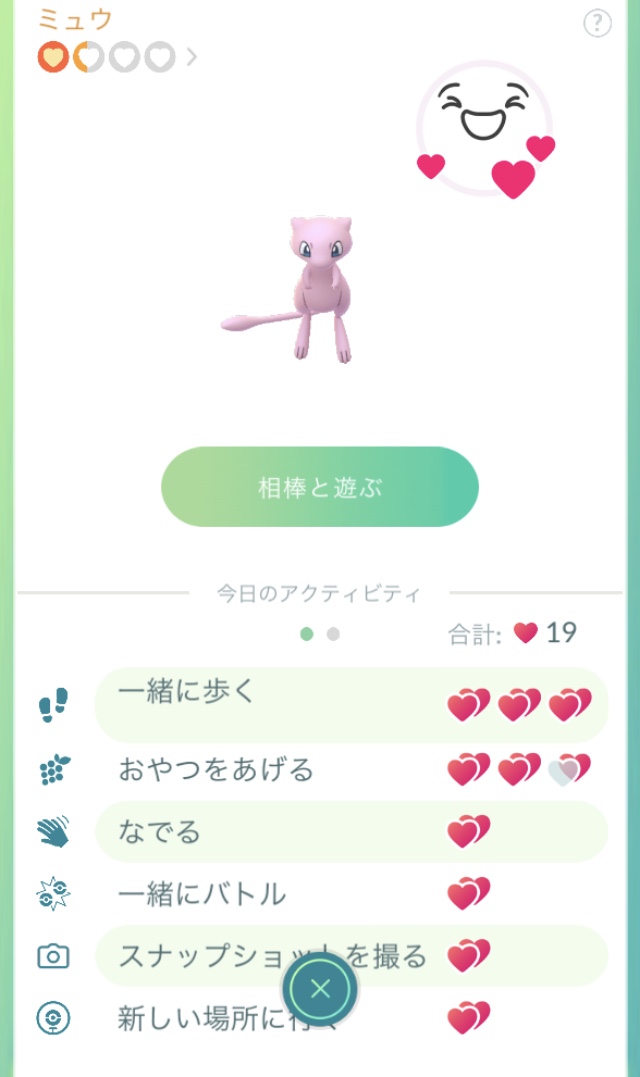 ミュウ
?
相棒と遊ぶ
今日のアクティビティ
合計: 19
一緒に歩く
おやつをあげる
なでる
一緒にバトル
スナップショットを撮る
新しい場所に行く